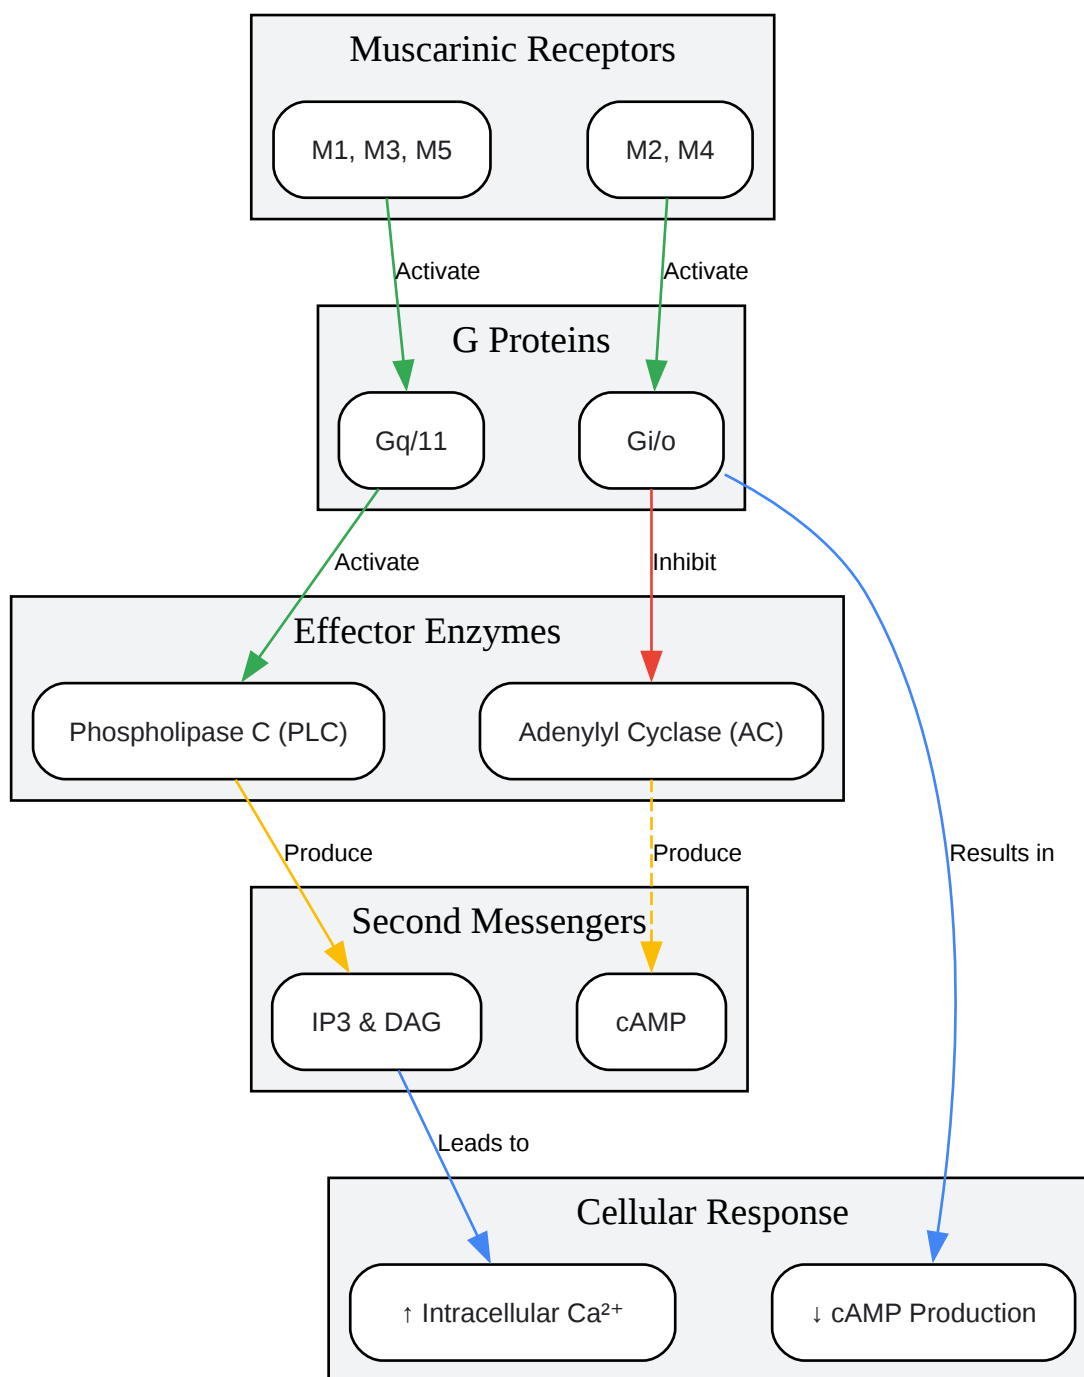 Muscarinic Receptors
M1, M3, M5
M2, M4
Activate
Activate
G Proteins
Gq/11
Gi/o
Activate
Inhibit
Effector Enzymes
Phospholipase C (PLC)
Adenylyl Cyclase (AC)
Produce
Produce
Results in
Second Messengers
IP3 & DAG
cAMP
Leads to
Cellular Response
↑ Intracellular Ca²⁺
↓ cAMP Production